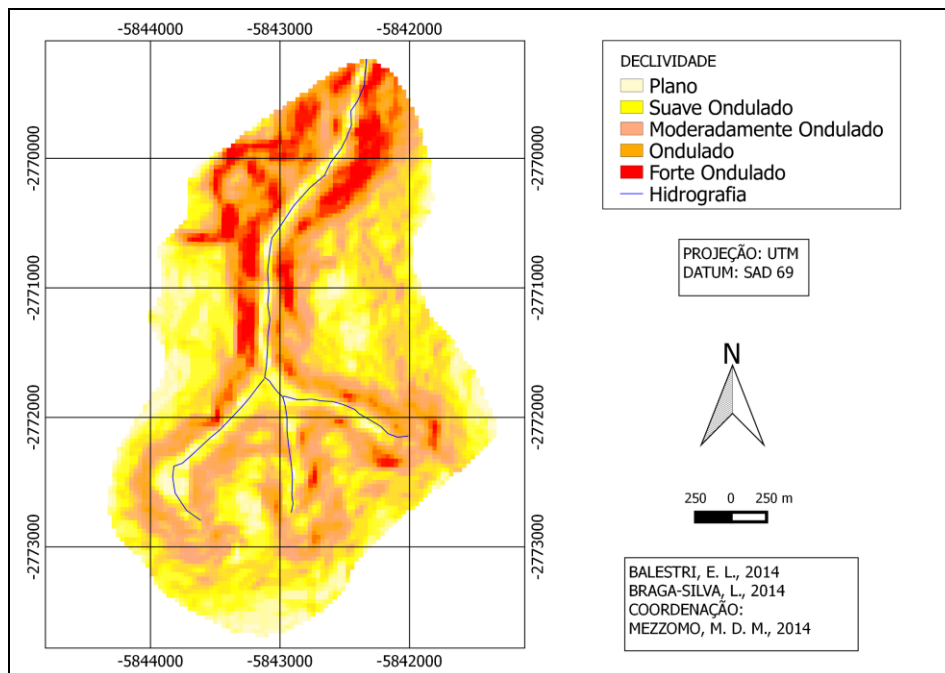 -5844000 -5843000 -5842000
-2770000
-2771000
-2772000
-2773000
-5844000 -5843000 -5842000
-2770000
-2771000
-2772000
-2773000
DECLIVIDADE
Plano
Suave Ondulado
Moderadamente Ondulado
Ondulado
Forte Ondulado
Hidrografia
PROJEÇÃO: UTM
DATUM: SAD 69
N
250 0 250 m
BALESTRI, E. L., 2014
BRAGA-SILVA, L., 2014
COORDENAÇÃO:
MEZZOMO, M. D. M., 2014